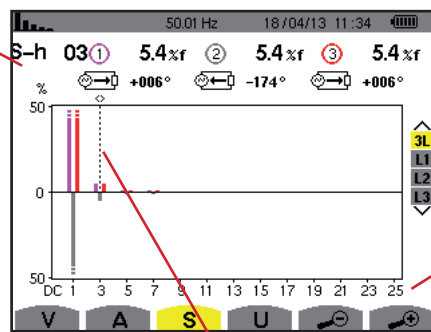 50.01 Hz 18/04/13 11:34
S-h 03 1 5.4 %f 2 5.4 %f 3 5.4 %f
+006° -174° +006°
%
50
3L
L1
L2
L3
0
50
DC 1 3 5 7 9 11 13 15 17 19 21 23 25
V A S U